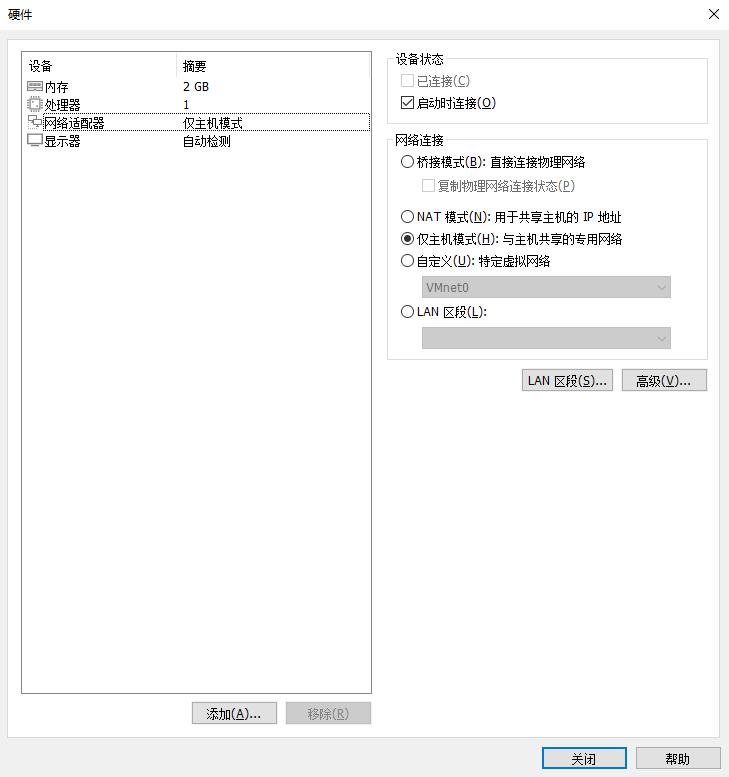 硬件
设备 摘要
内存 2 GB
处理器 1
网络适配器 仅主机模式
显示器 自动检测
添加(A)... 移除(R)
设备状态
已连接(C)
启动时连接(O)
网络连接
桥接模式(B): 直接连接物理网络
复制物理网络连接状态(P)
NAT 模式(N): 用于共享主机的 IP 地址
仅主机模式(H): 与主机共享的专用网络
自定义(U): 特定虚拟网络
VMnet0
LAN 区段(L):
LAN 区段(S)... 高级(V)...
关闭 帮助